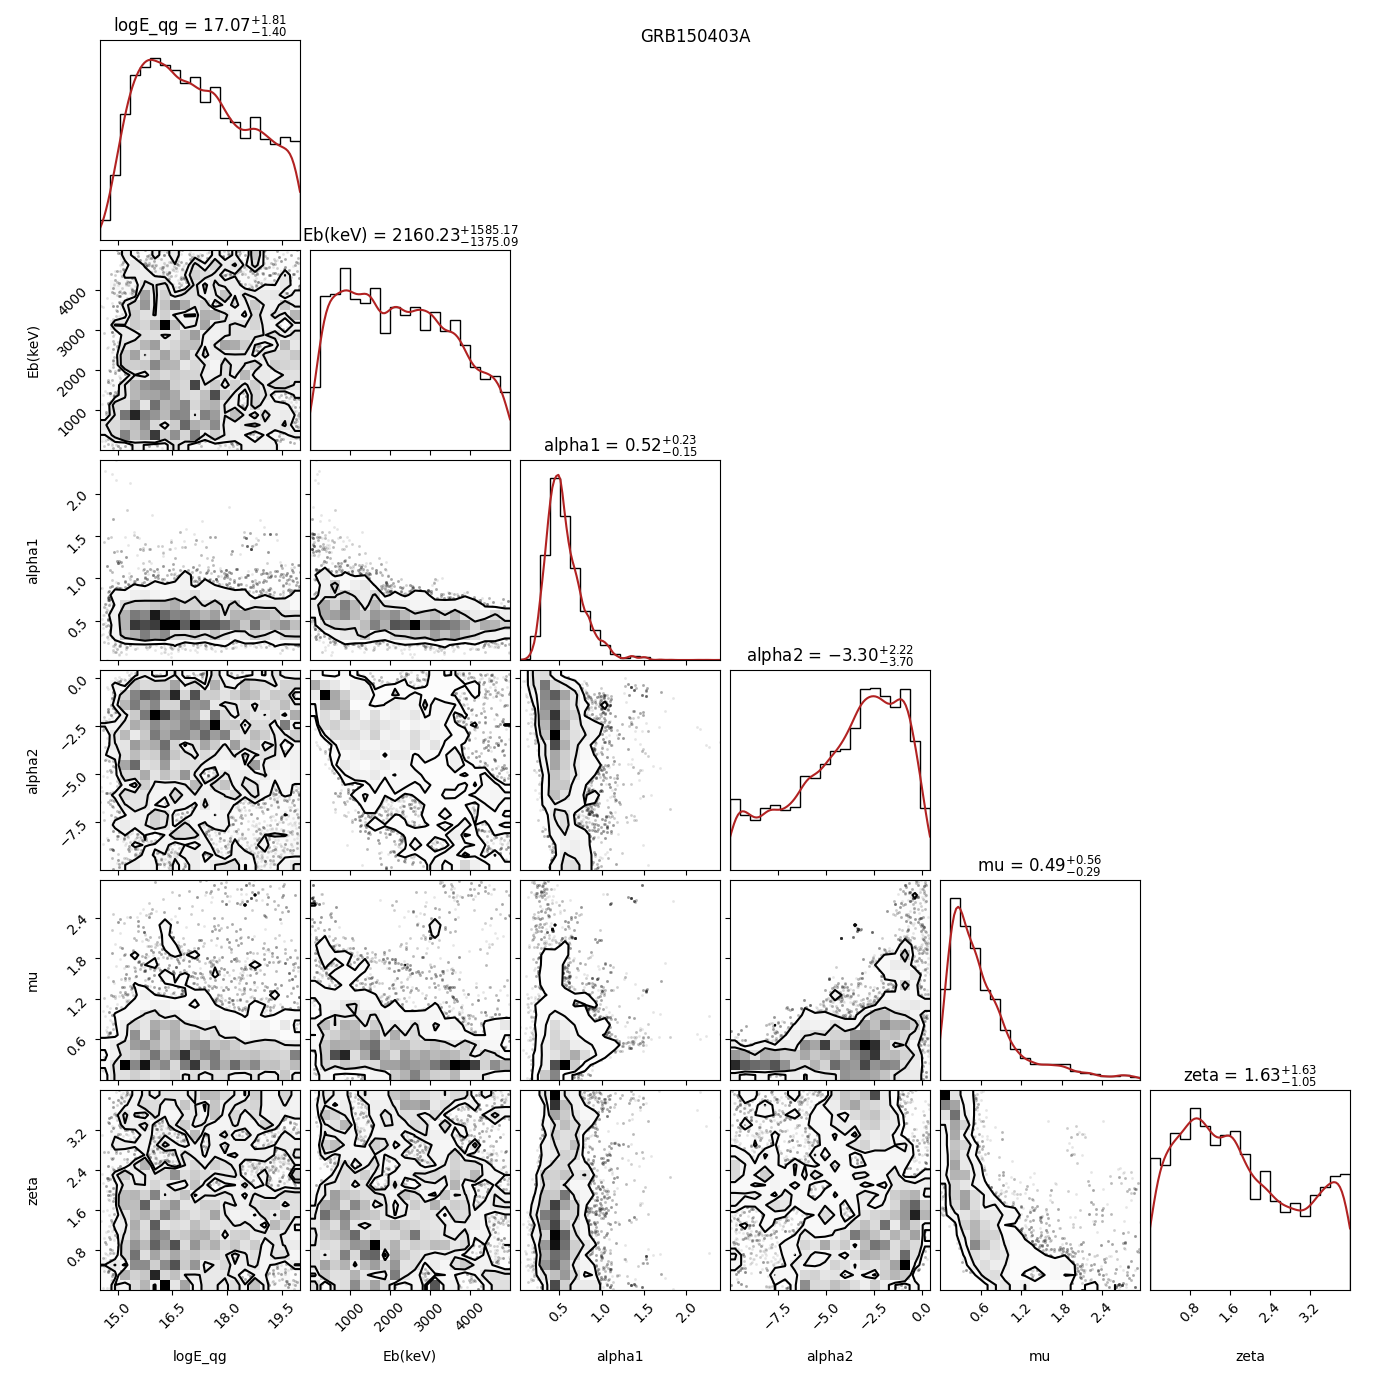 GRB150403A
logE_qg = 17.07+1.81 −1.40
Eb(keV) = 2160.23+1585.17 −1375.09
4000
3000
2000
1000
Eb(keV)
alpha1 = 0.52+0.23 −0.15
2.0
1.5
1.0
0.5
alpha1
alpha2 = −3.30+2.22 −3.70
0.0
−2.5
−5.0
−7.5
alpha2
mu = 0.49+0.56 −0.29
2.4
1.8
1.2
0.6
mu
zeta = 1.63+1.63 −1.05
3.2
2.4
1.6
0.8
zeta
15.0 16.5 18.0 19.5 1000 2000 3000 4000 0.5 1.0 1.5 2.0 −7.5 −5.0 −2.5 0.0 0.6 1.2 1.8 2.4 0.8 1.6 2.4 3.2
logE_qg Eb(keV) alpha1 alpha2 mu zeta